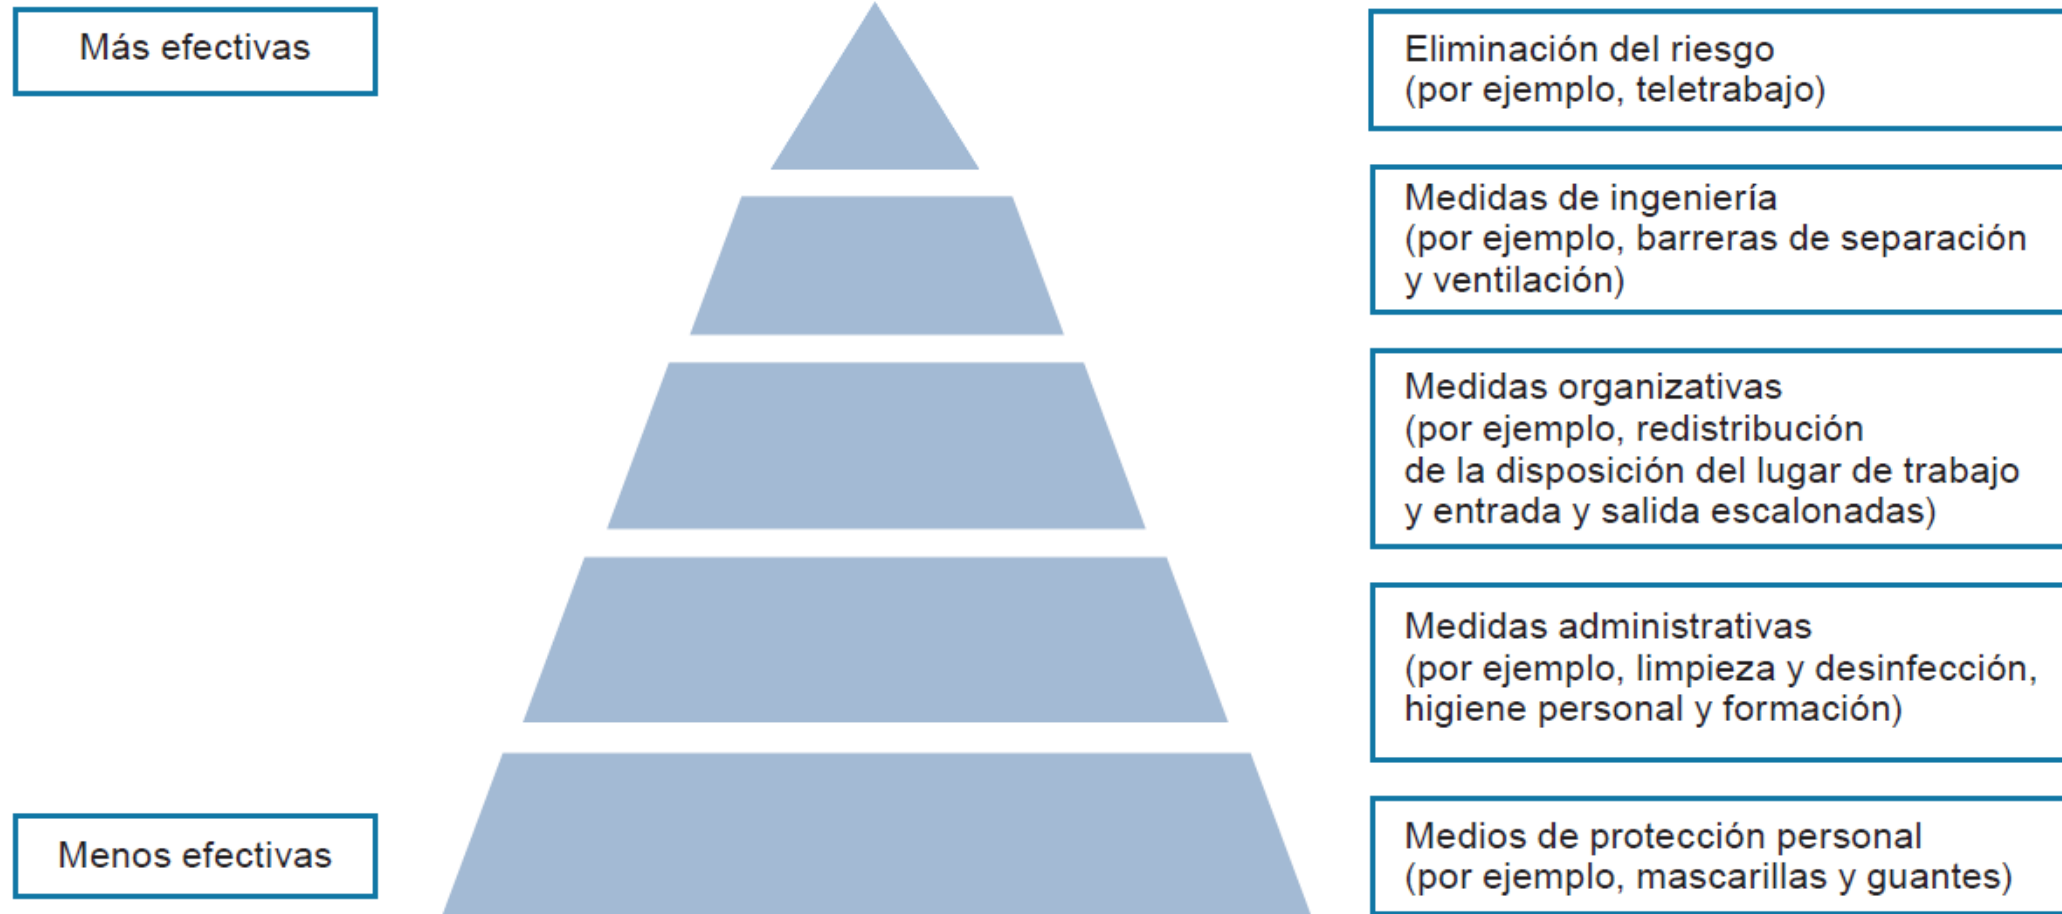 Más efectivas
Eliminación del riesgo
(por ejemplo, teletrabajo)
Medidas de ingeniería
(por ejemplo, barreras de separación
y ventilación)
Medidas organizativas
(por ejemplo, redistribución
de la disposición del lugar de trabajo
y entrada y salida escalonadas)
Medidas administrativas
(por ejemplo, limpieza y desinfección,
higiene personal y formación)
Menos efectivas
Medios de protección personal
(por ejemplo, mascarillas y guantes)